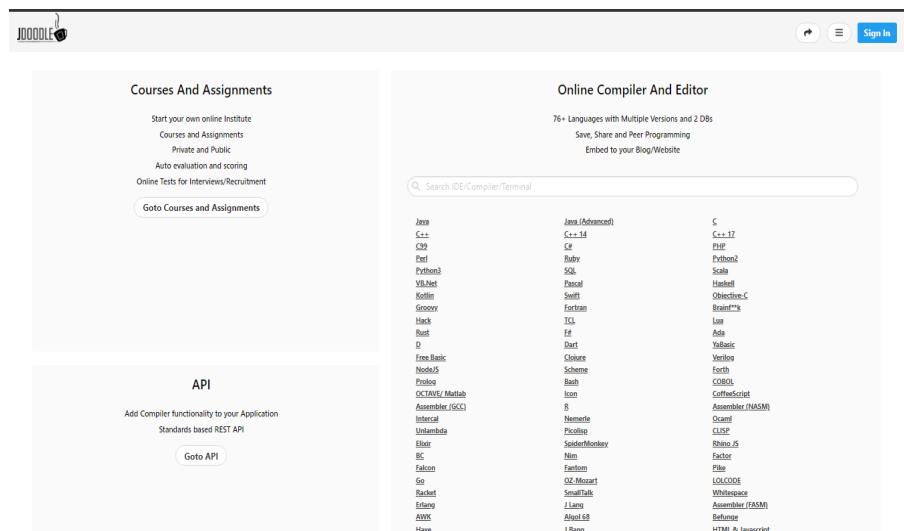 JDOODLE
Sign In
Courses And Assignments
Start your own online Institute
Courses and Assignments
Private and Public
Auto evaluation and scoring
Online Tests for Interviews/Recruitment
Goto Courses and Assignments
API
Add Compiler functionality to your Application
Standards based REST API
Goto API
Online Compiler And Editor
76+ Languages with Multiple Versions and 2 DBs
Save, Share and Peer Programming
Embed to your Blog/Website
Search IDE/Compiler/Terminal
Java Java (Advanced) C
C++ C++ 14 C++ 17
C99 C# PHP
Perl Ruby Python2
Python3 SQL Scala
VB.Net Pascal Haskell
Kotlin Swift Objective-C
Groovy Fortran Brainf**k
Hack TCL Lua
Rust F# Ada
D Dart YaBasic
Free Basic Clojure Verilog
NodeJS Scheme Forth
Prolog Bash COBOL
OCTAVE/ Matlab Icon CoffeeScript
Assembler (GCC) R Assembler (NASM)
Intercal Nemerle Ocaml
Unlambda Picolisp CLISP
Elixir SpiderMonkey Rhino JS
BC Nim Factor
Falcon Fantom Pike
Go OZ-Mozart LOLCODE
Racket SmallTalk Whitespace
Erlang J Lang Assembler (FASM)
AWK Algol 68 Befunge
Haxe J Bang HTML & Javascript